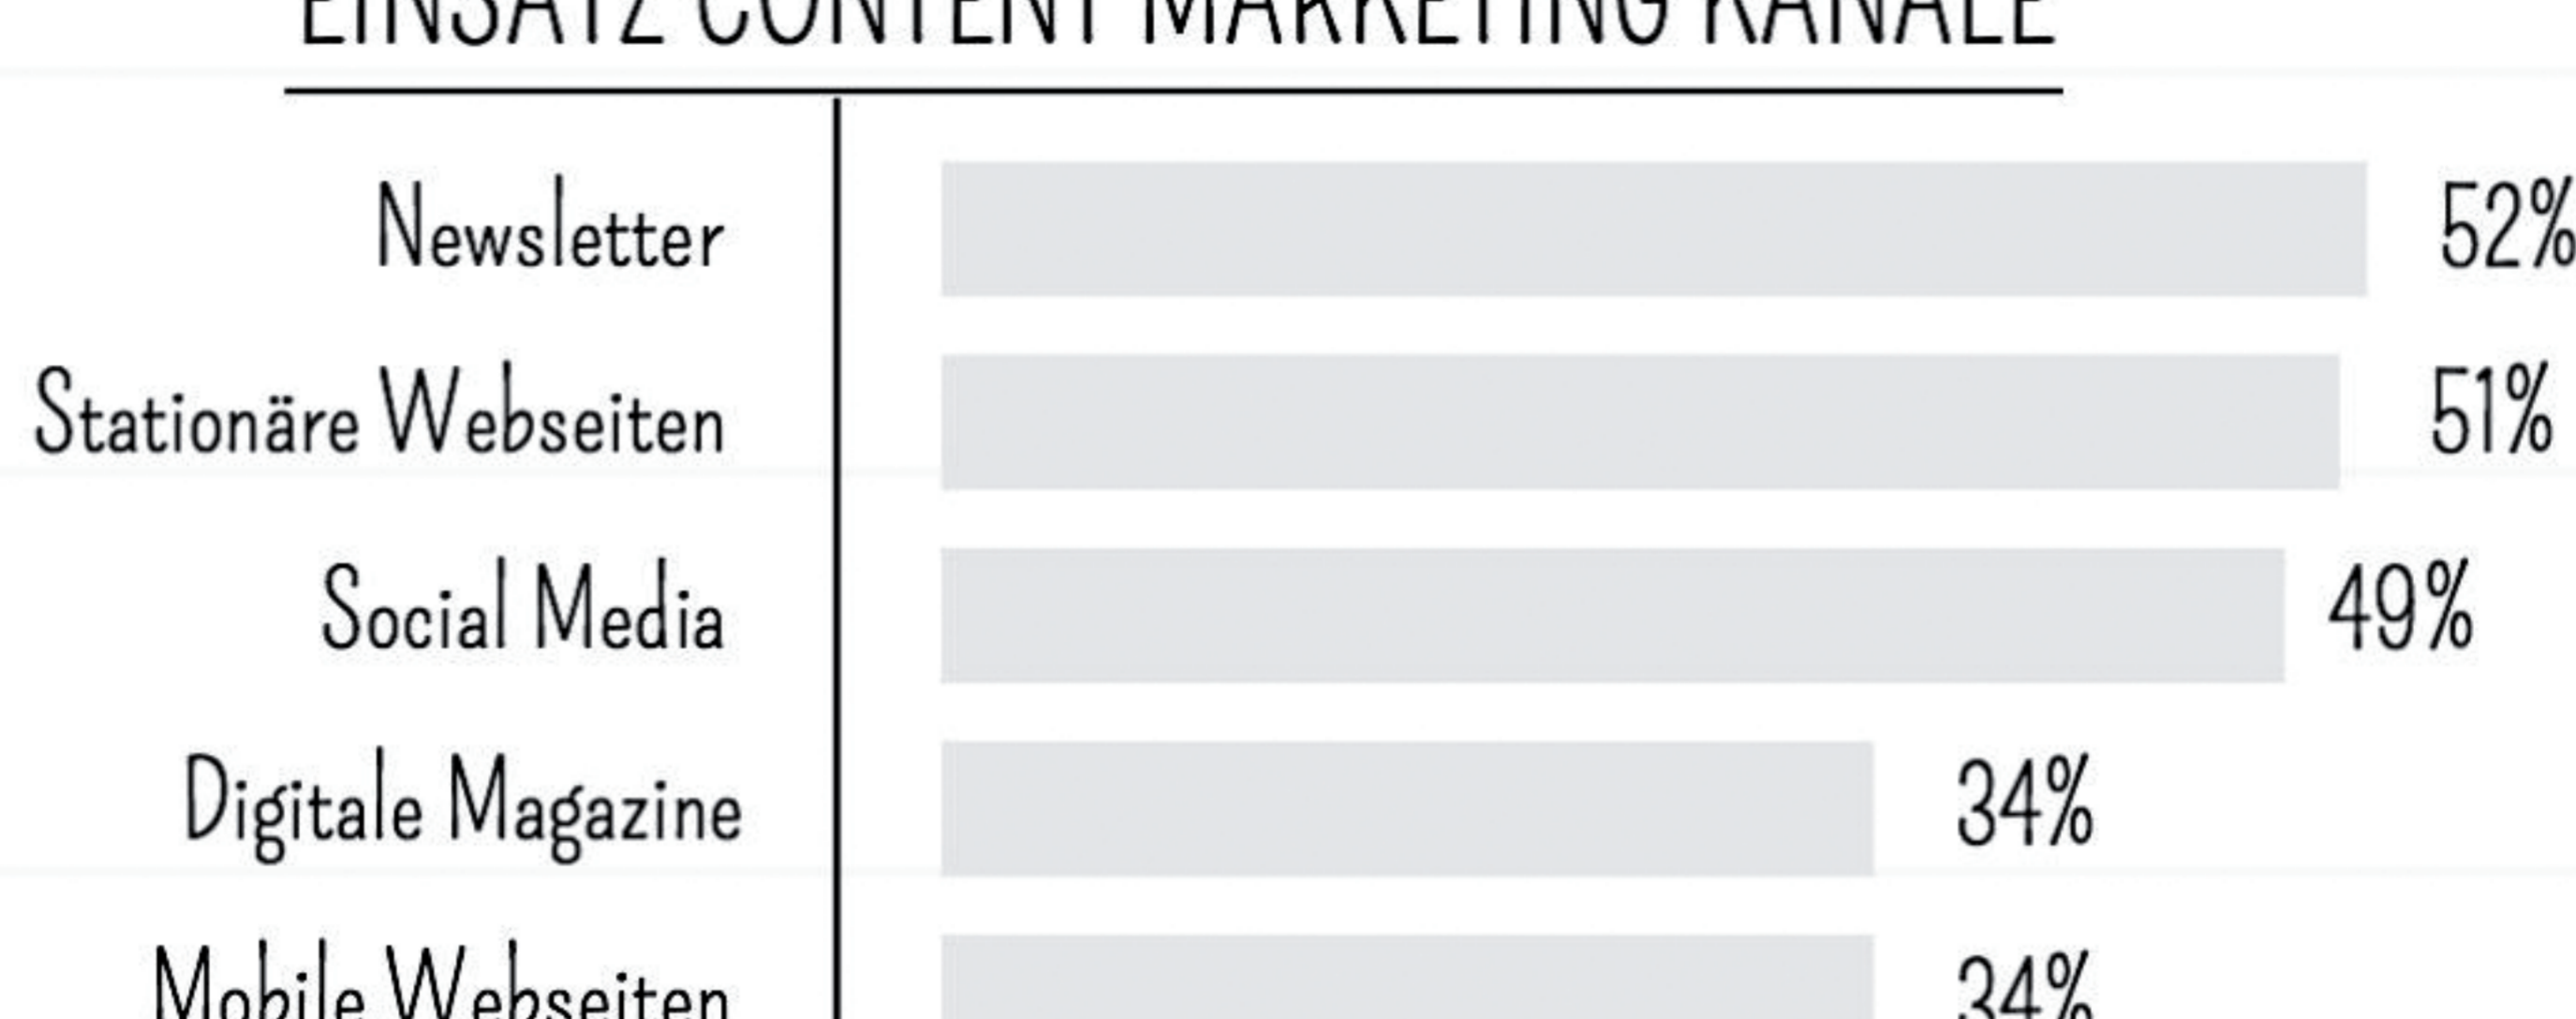 EINSATZ CONTENT MARKETING KANÄLE
Newsletter 52%
Stationäre Webseiten 51%
Social Media 49%
Digitale Magazine 34%
Mobile Webseiten 34%